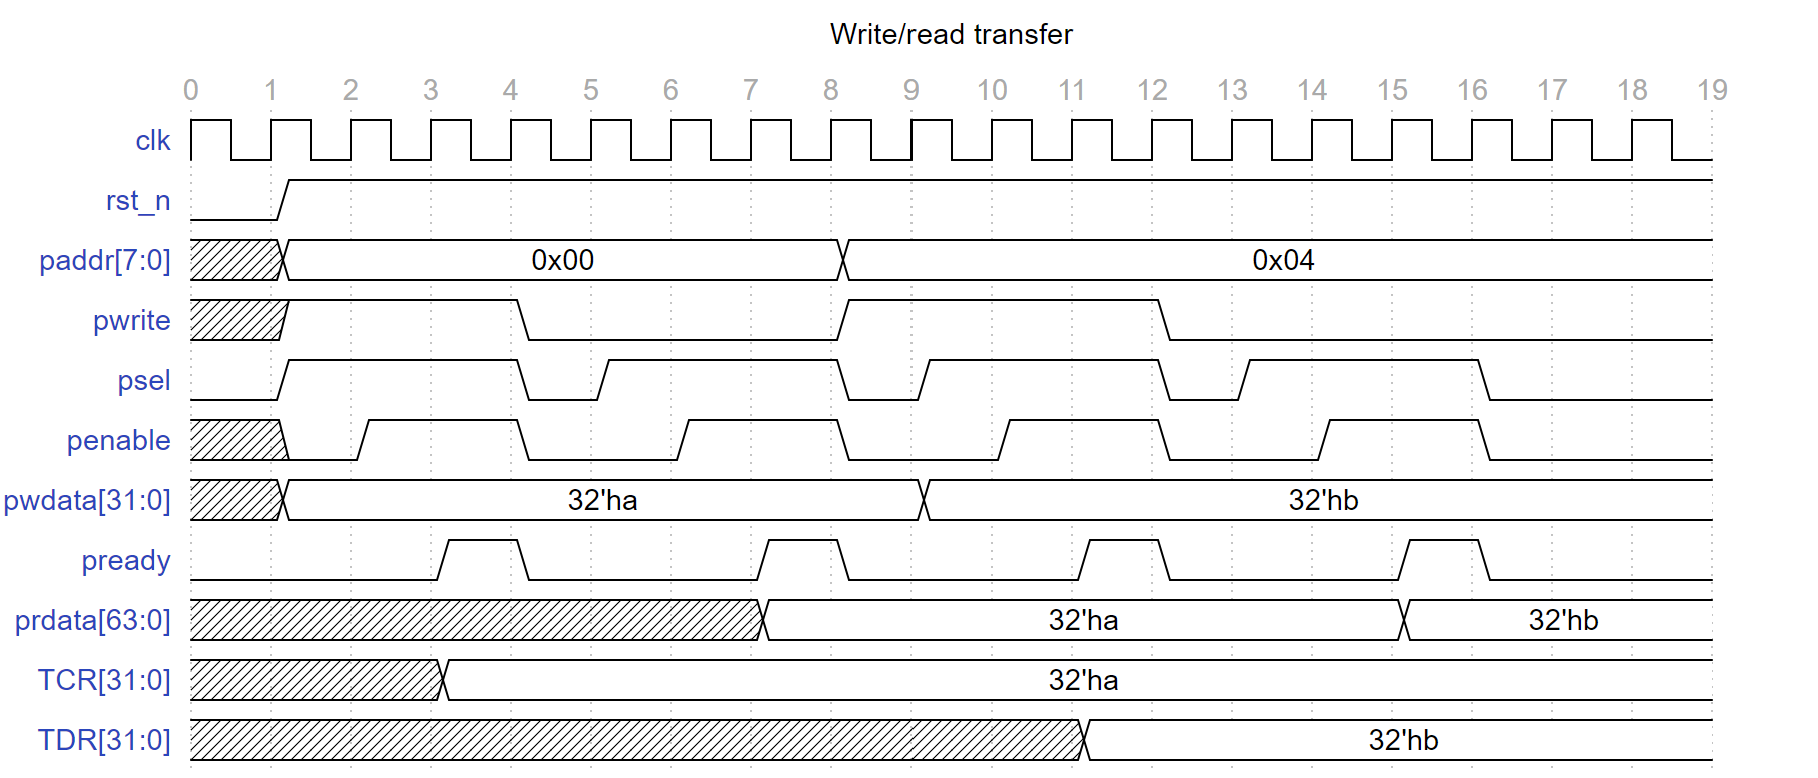 Write/read transfer
0 1 2 3 4 5 6 7 8 9 10 11 12 13 14 15 16 17 18 19
clk
rst_n
paddr[7:0] 0x00 0x04
pwrite
psel
penable
pwdata[31:0] 32'ha 32'hb
pready
prdata[63:0] 32'ha 32'hb
TCR[31:0] 32'ha
TDR[31:0] 32'hb